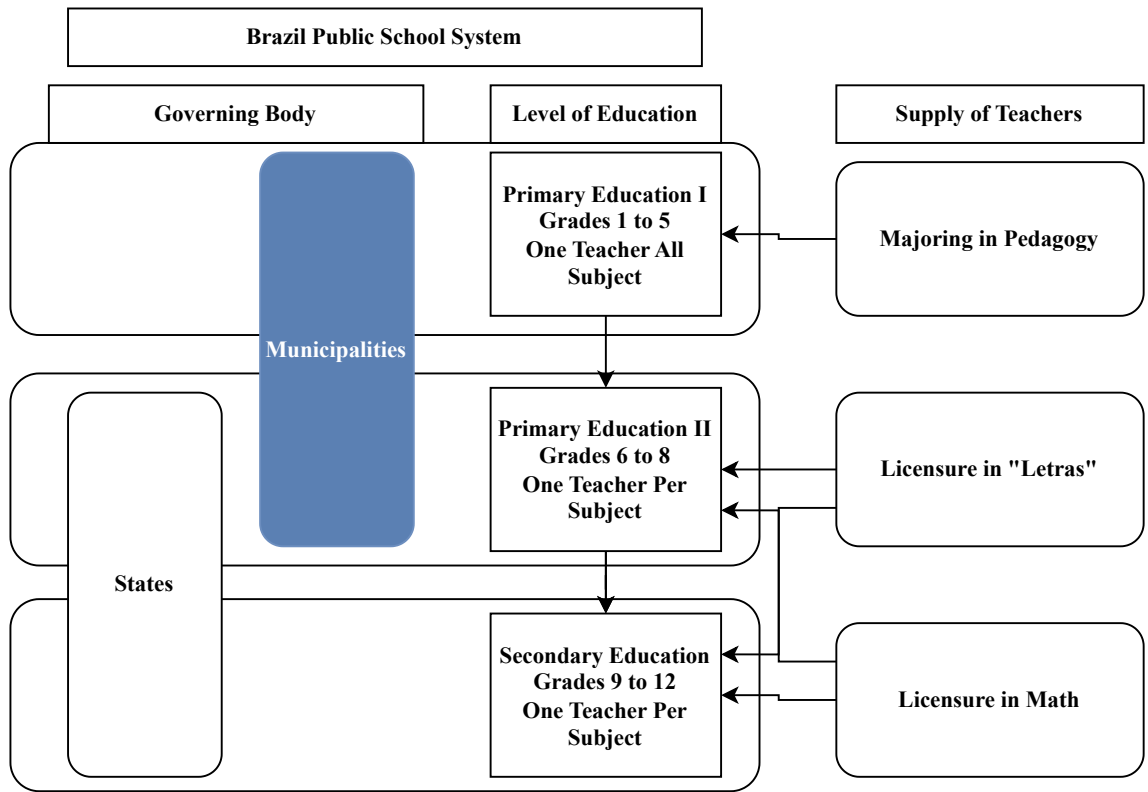 Brazil Public School System
Governing Body
Level of Education
Supply of Teachers
Primary Education I
Grades 1 to 5
One Teacher All
Subject
Majoring in Pedagogy
Municipalities
Primary Education II
Grades 6 to 8
One Teacher Per
Subject
Licensure in "Letras"
States
Secondary Education
Grades 9 to 12
One Teacher Per
Subject
Licensure in Math